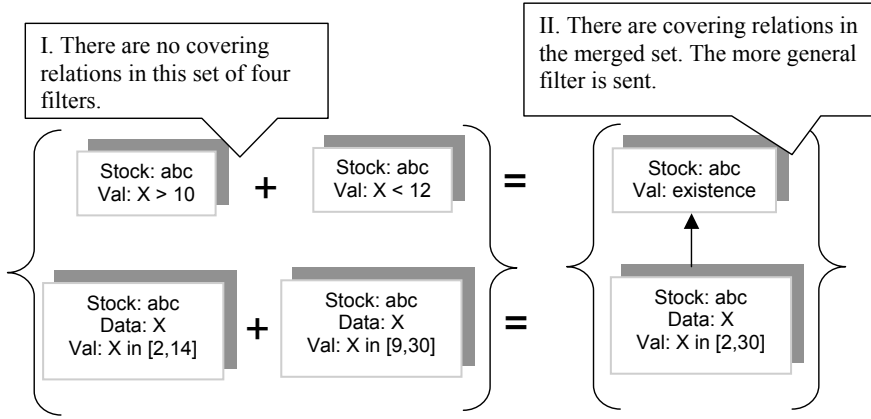 I. There are no covering
relations in this set of four
filters.
II. There are covering relations in
the merged set. The more general
filter is sent.
Stock: abc
Val: X > 10
+
Stock: abc
Val: X < 12
=
Stock: abc
Val: existence
Stock: abc
Data: X
Val: X in [2,14]
+
Stock: abc
Data: X
Val: X in [9,30]
=
Stock: abc
Data: X
Val: X in [2,30]